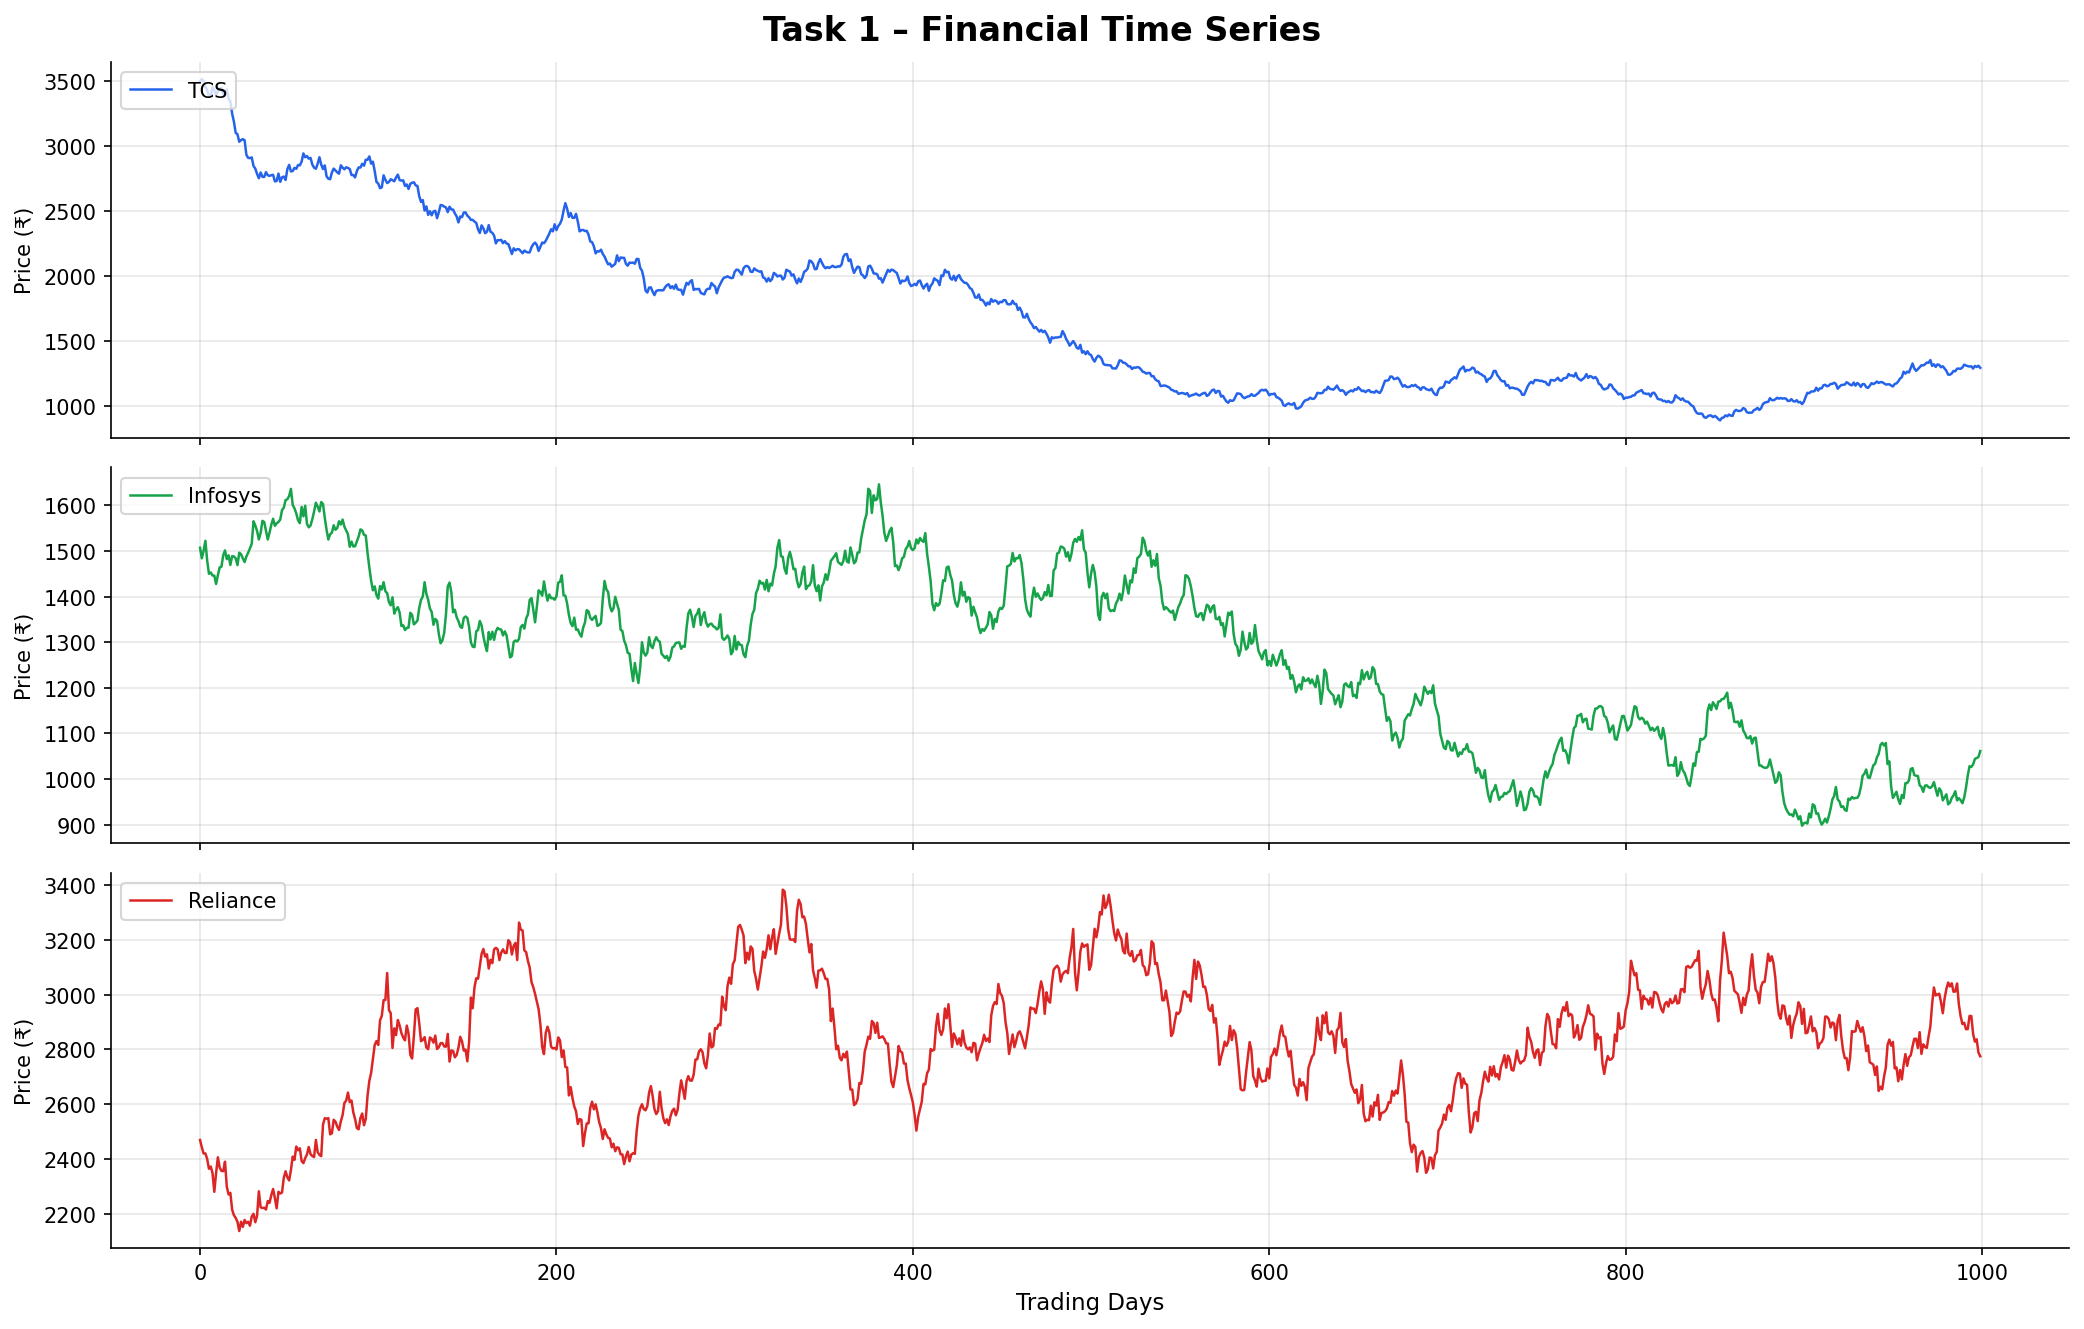 Task 1 – Financial Time Series
TCS
Price (₹)
3500
3000
2500
2000
1500
1000
Infosys
Price (₹)
1600
1500
1400
1300
1200
1100
1000
900
Reliance
Price (₹)
3400
3200
3000
2800
2600
2400
2200
0 200 400 600 800 1000
Trading Days